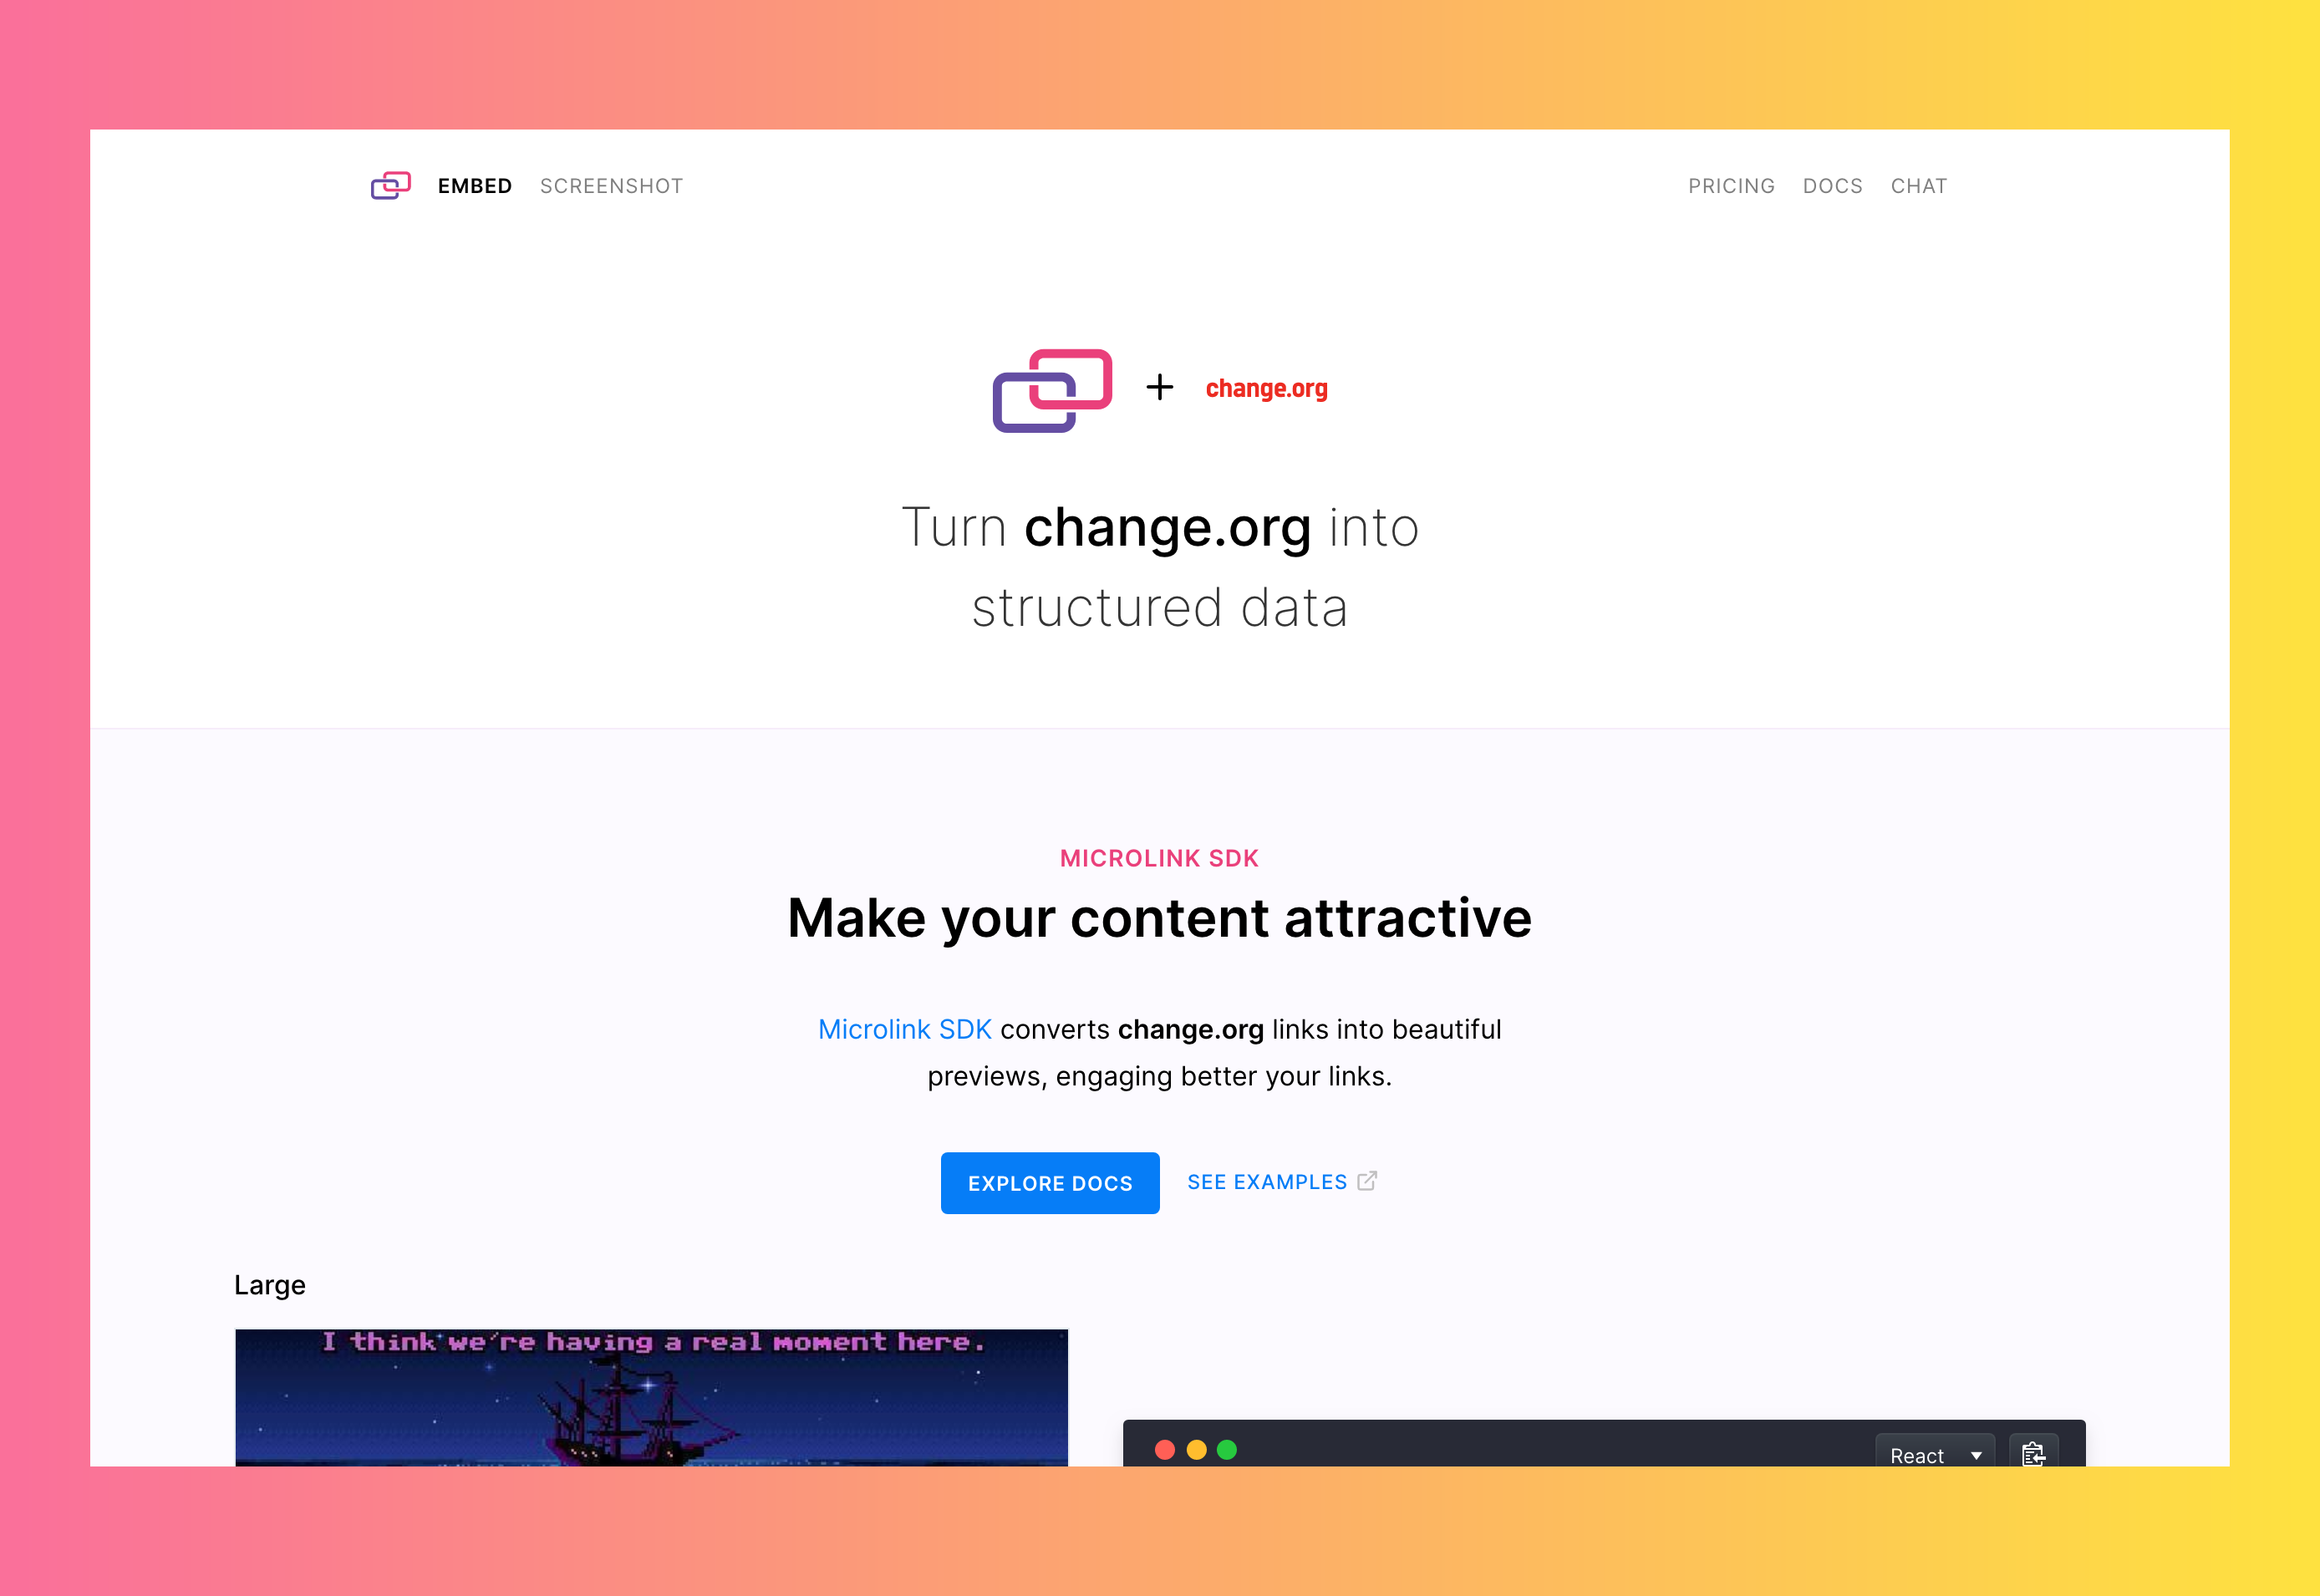 EMBED SCREENSHOT PRICING DOCS CHAT
change.org
Turn change.org into
structured data
MICROLINK SDK
Make your content attractive
Microlink SDK converts change.org links into beautiful
previews, engaging better your links.
EXPLORE DOCS SEE EXAMPLES
Large
I think we're having a real moment here.
React